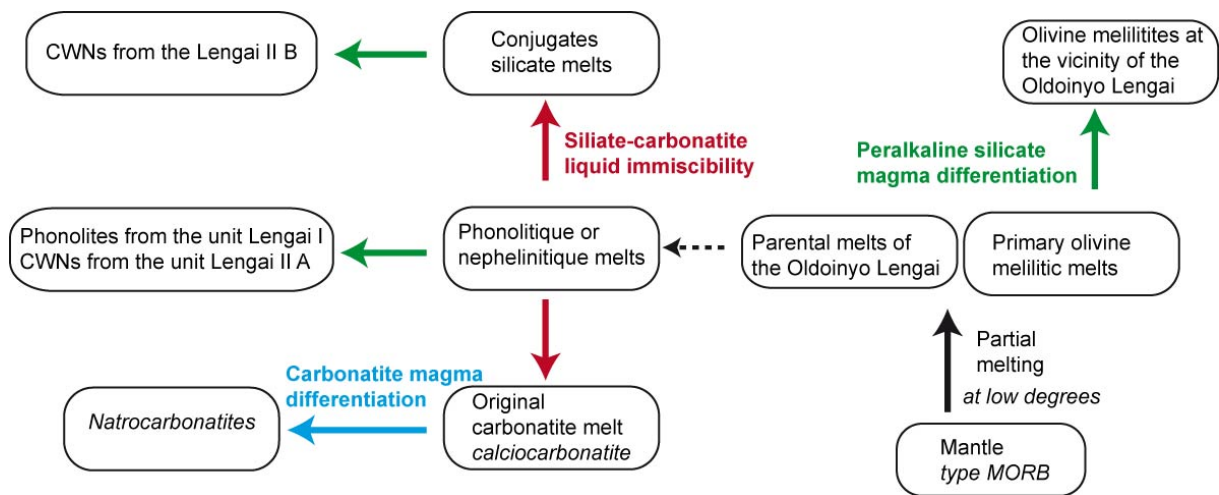 CWNs from the Lengai II B
Conjugates
silicate melts
Olivine melilitites at
the vicinity of the
Oldoinyo Lengai
Siliate-carbonatite
liquid immiscibility
Peralkaline silicate
magma differentiation
Phonolites from the unit Lengai I
CWNs from the unit Lengai II A
Phonolitique or
nephelinitique melts
Parental melts of
the Oldoinyo Lengai
Primary olivine
melilitic melts
Partial
melting
at low degrees
Carbonatite magma
differentiation
Natrocarbonatites
Original
carbonatite melt
calciocarbonatite
Mantle
type MORB